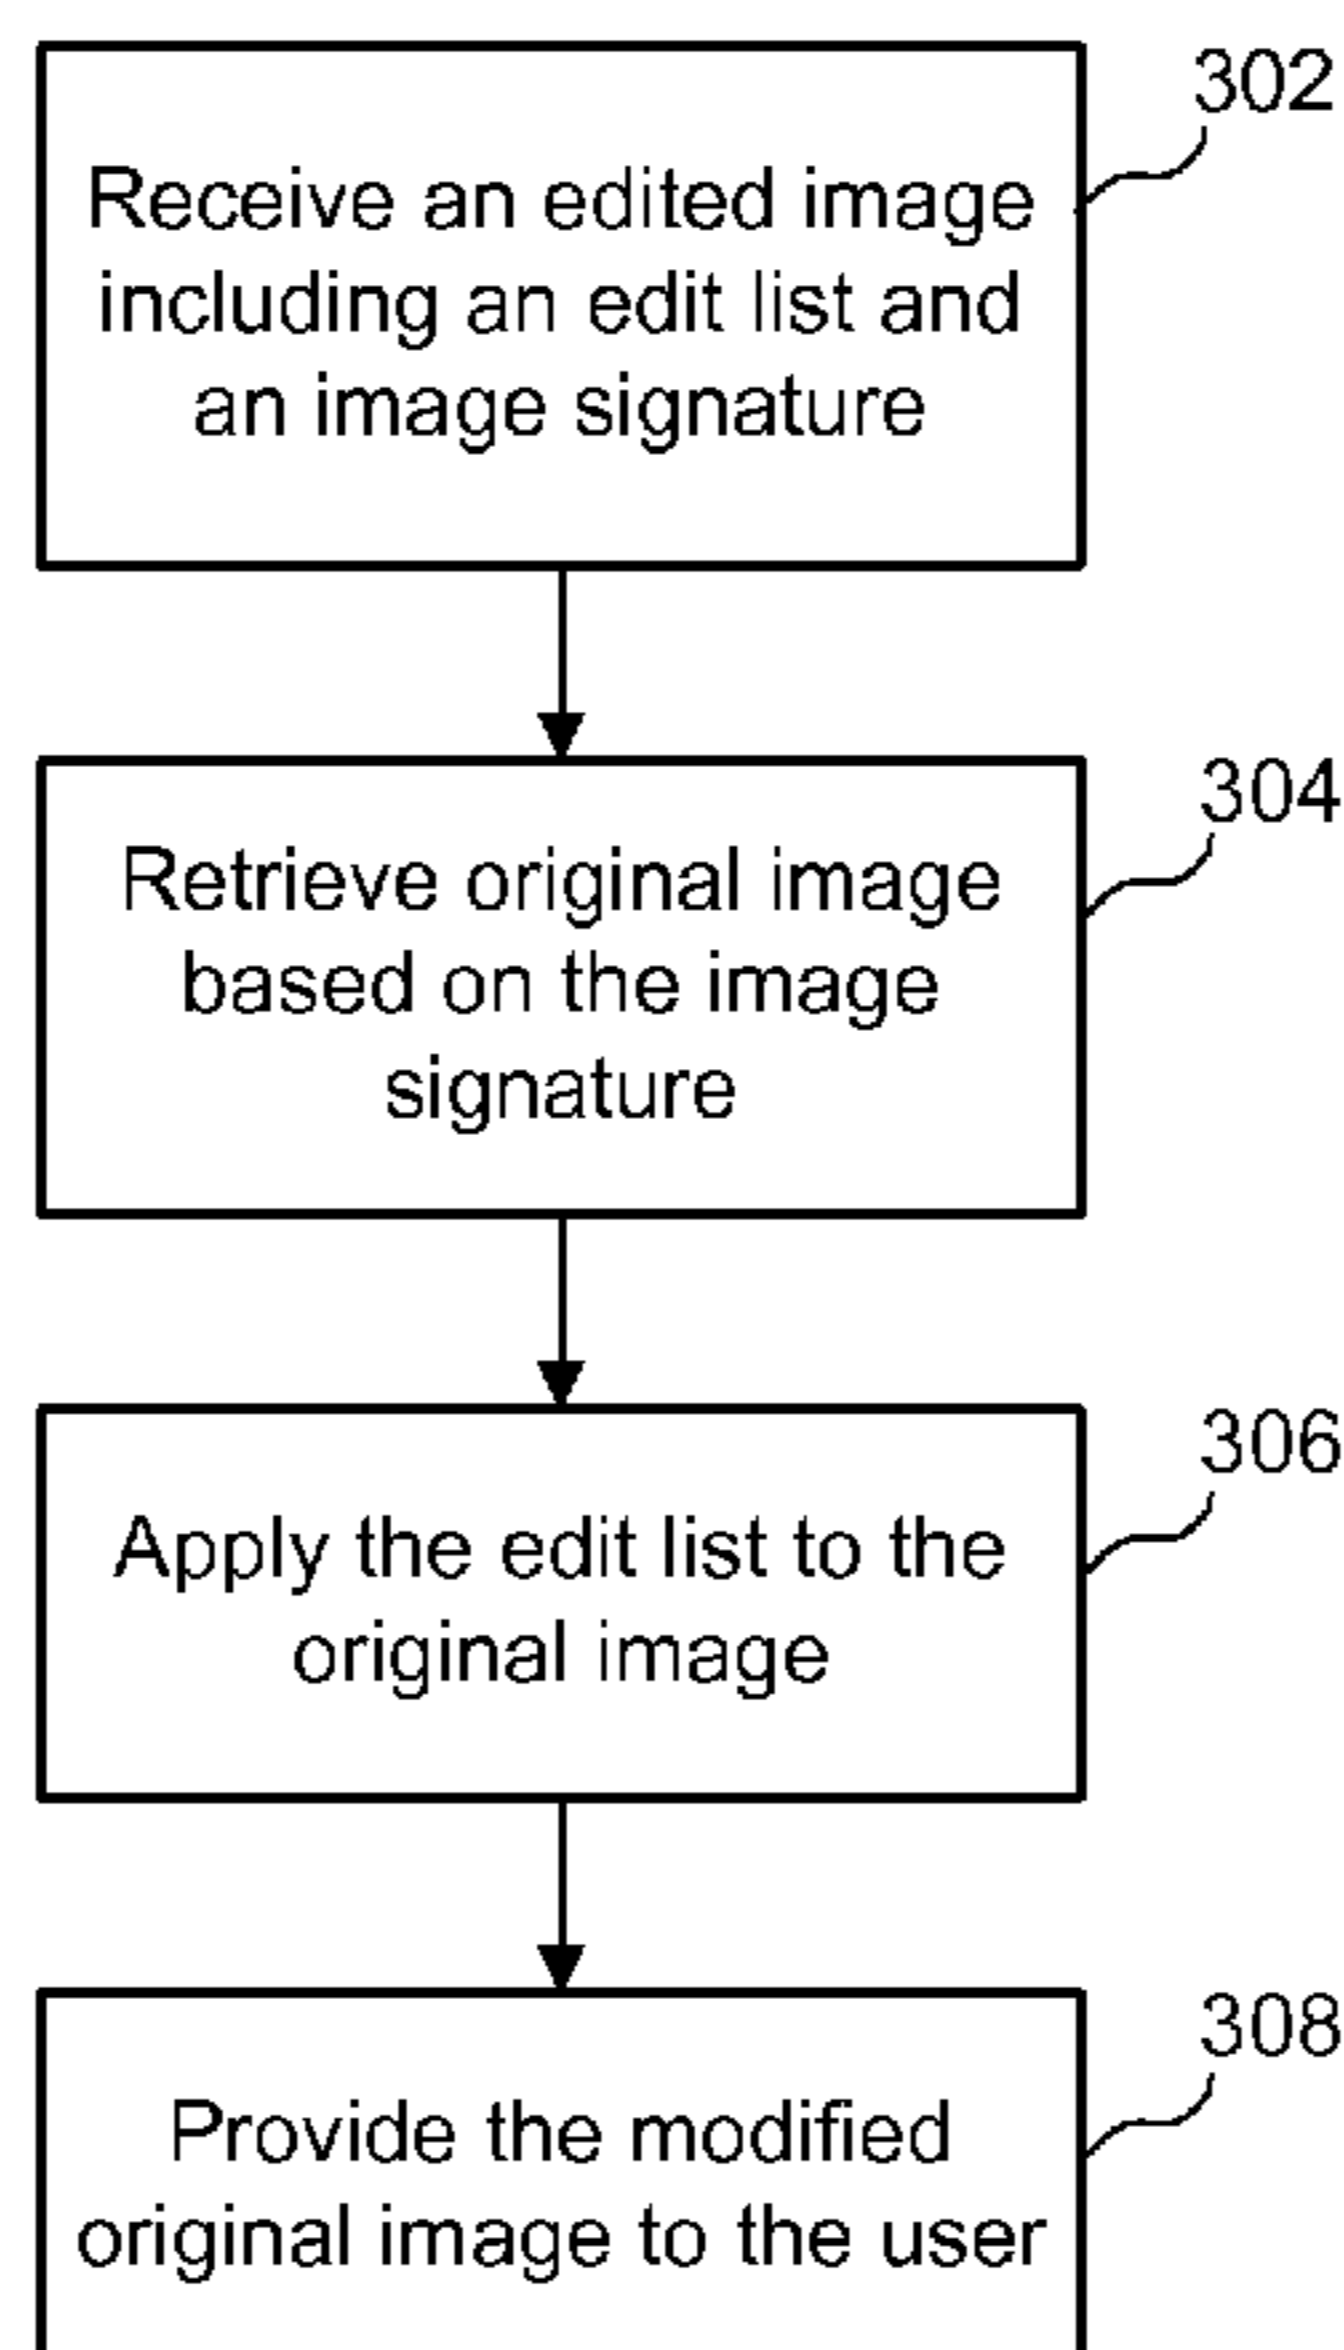 302
Receive an edited image
including an edit list and
an image signature
304
Retrieve original image
based on the image
signature
306
Apply the edit list to the
original image
308
Provide the modified
original image to the user